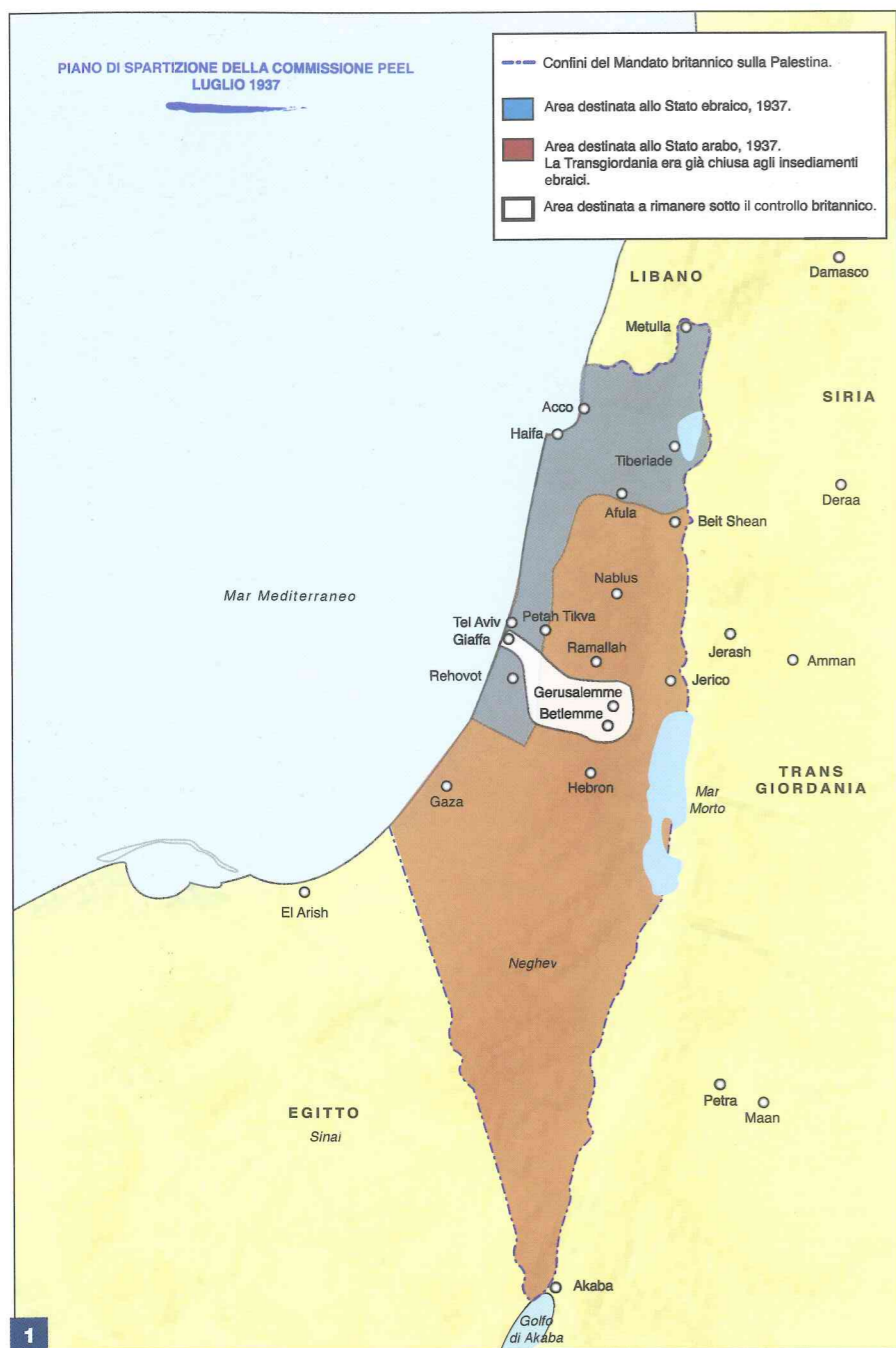 PIANO DI SPARTIZIONE DELLA COMMISSIONE PEEL
LUGLIO 1937
Confini del Mandato britannico sulla Palestina.
Area destinata allo Stato ebraico, 1937.
Area destinata allo Stato arabo, 1937.
La Transgiordania era già chiusa agli insediamenti
ebraici.
Area destinata a rimanere sotto il controllo britannico.
LIBANO
Damasco
Metulla
SIRIA
Acco
Haifa
Tiberiade
Deraa
Afula
Beit Shean
Nablus
Mar Mediterraneo
Tel Aviv
Petah Tikva
Giaffa
Ramallah
Jerash
Amman
Rehovot
Jerico
Gerusalemme
Betlemme
TRANS
GIORDANIA
Hebron
Mar
Morto
Gaza
El Arish
Neghev
Petra
Maan
EGITTO
Sinai
Akaba
Golfo
di Akaba
1